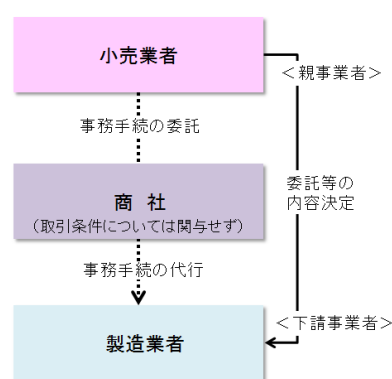 小売業者
＜親事業者＞
事務手続の委託
委託等の
内容決定
商　社
（取引条件については関与せず）
事務手続の代行
＜下請事業者＞
製造業者